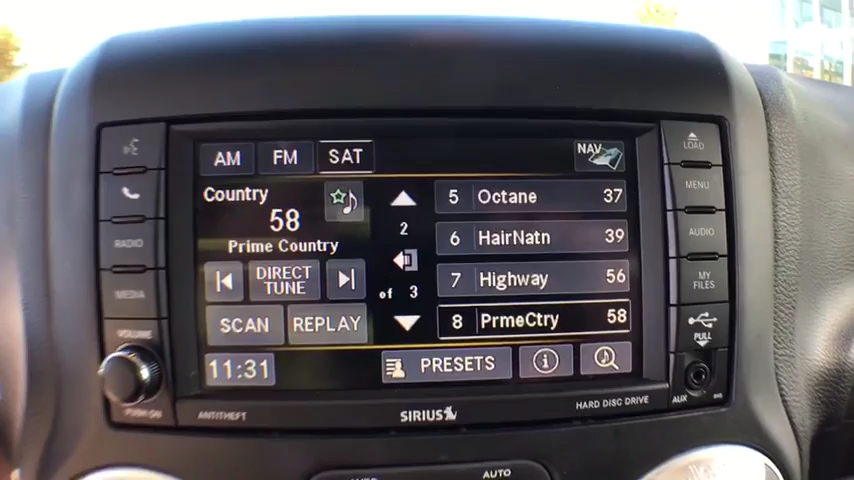 AM FM SAT NAV
LOAD
Country
58
Prime Country
DIRECT TUNE
SCAN REPLAY
11:31
2
of 3
5 Octane 37
6 HairNatn 39
7 Highway 56
8 PrmeCtry 58
PRESETS
RADIO
MEDIA
VOLUME
PUSH ON
MENU
AUDIO
MY FILES
PULL
AUX
ANTITHEFT
SIRIUS
HARD DISC DRIVE
AUTO